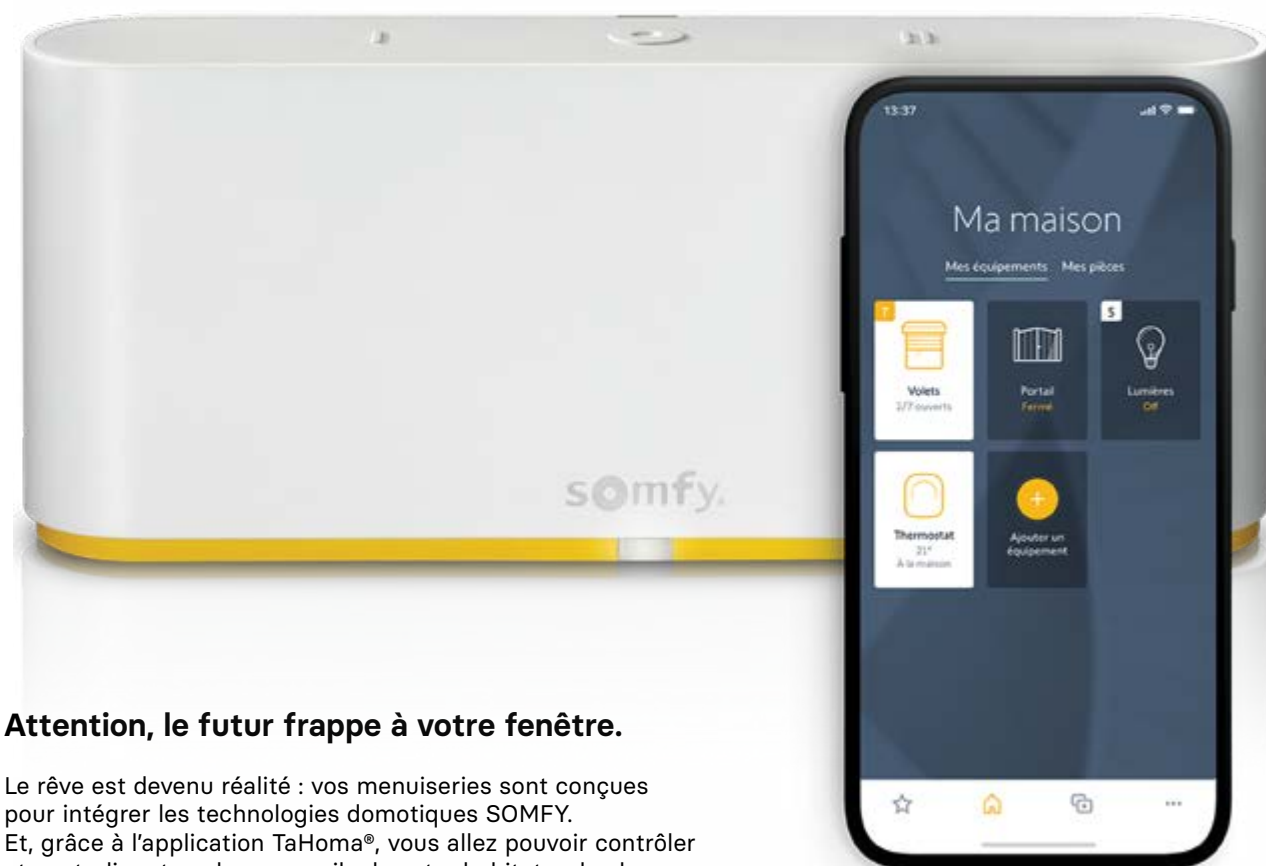 somfy.
13:37
Ma maison
Mes équipements Mes pièces
7
Volets
Portail
Fermé
5
Lumières
Off
Thermostat
21°
À la maison
Ajouter un
équipement
Attention, le futur frappe à votre fenêtre.
Le rêve est devenu réalité : vos menuiseries sont conçues
pour intégrer les technologies domotiques SOMFY.
Et, grâce à l'application TaHoma®, vous allez pouvoir contrôler